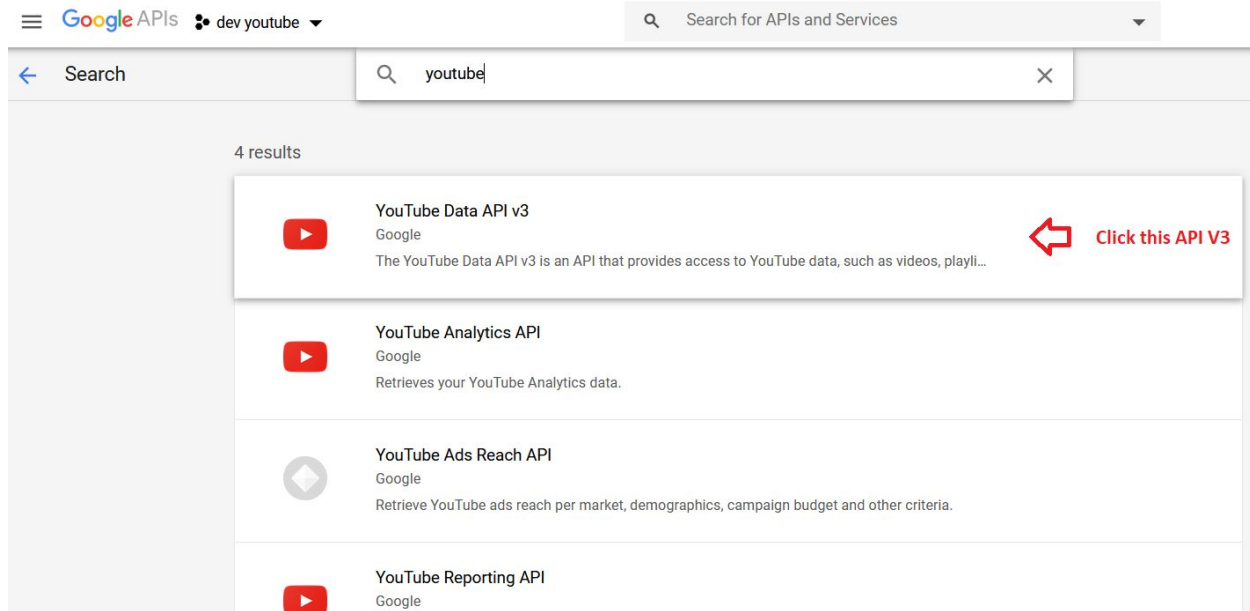 Google APIs dev youtube Search for APIs and Services
Search youtube
4 results
YouTube Data API v3
Google
The YouTube Data API v3 is an API that provides access to YouTube data, such as videos, playli...
Click this API V3
YouTube Analytics API
Google
Retrieves your YouTube Analytics data.
YouTube Ads Reach API
Google
Retrieve YouTube ads reach per market, demographics, campaign budget and other criteria.
YouTube Reporting API
Google